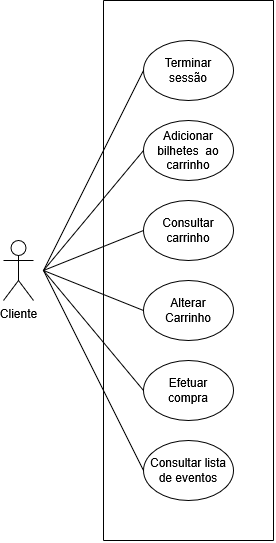 Terminar
sessão
Adicionar
bilhetes ao
carrinho
Consultar
carrinho
Cliente
Alterar
Carrinho
Efetuar
compra
Consultar lista
de eventos